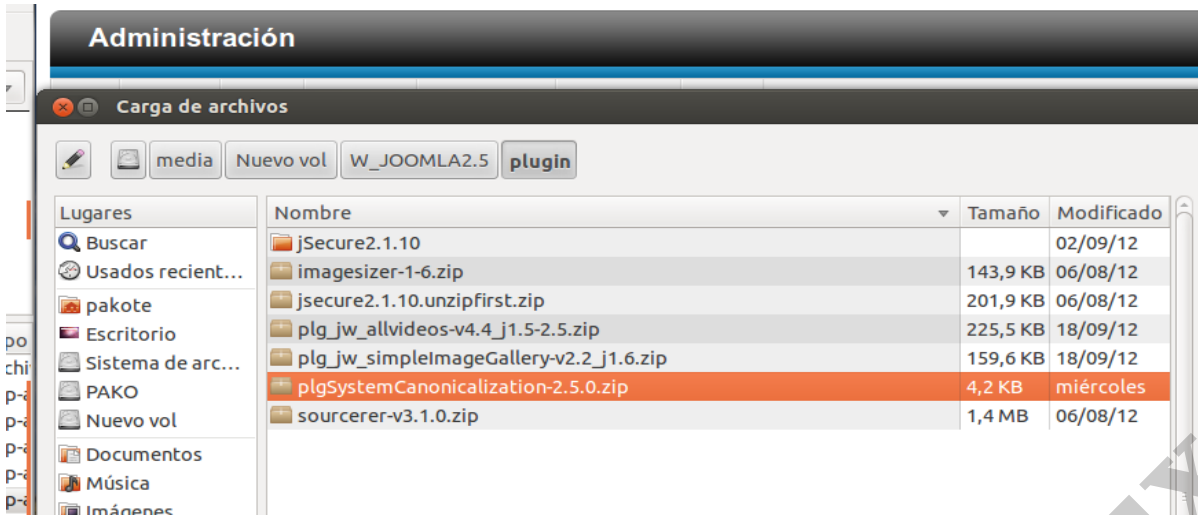 Administración
Carga de archivos
media Nuevo vol W_JOOMLA2.5 plugin
Lugares Nombre Tamaño Modificado
Buscar jSecure2.1.10 02/09/12
Usados recient... imagesizer-1-6.zip 143,9 KB 06/08/12
pakote jsecure2.1.10.unzipfirst.zip 201,9 KB 06/08/12
Escritorio plg_jw_allvideos-v4.4_j1.5-2.5.zip 225,5 KB 18/09/12
Sistema de arc... plg_jw_simpleImageGallery-v2.2_j1.6.zip 159,6 KB 18/09/12
PAKO plgSystemCanonicalization-2.5.0.zip 4,2 KB miércoles
Nuevo vol sourcerer-v3.1.0.zip 1,4 MB 06/08/12
Documentos
Música
Imágenes